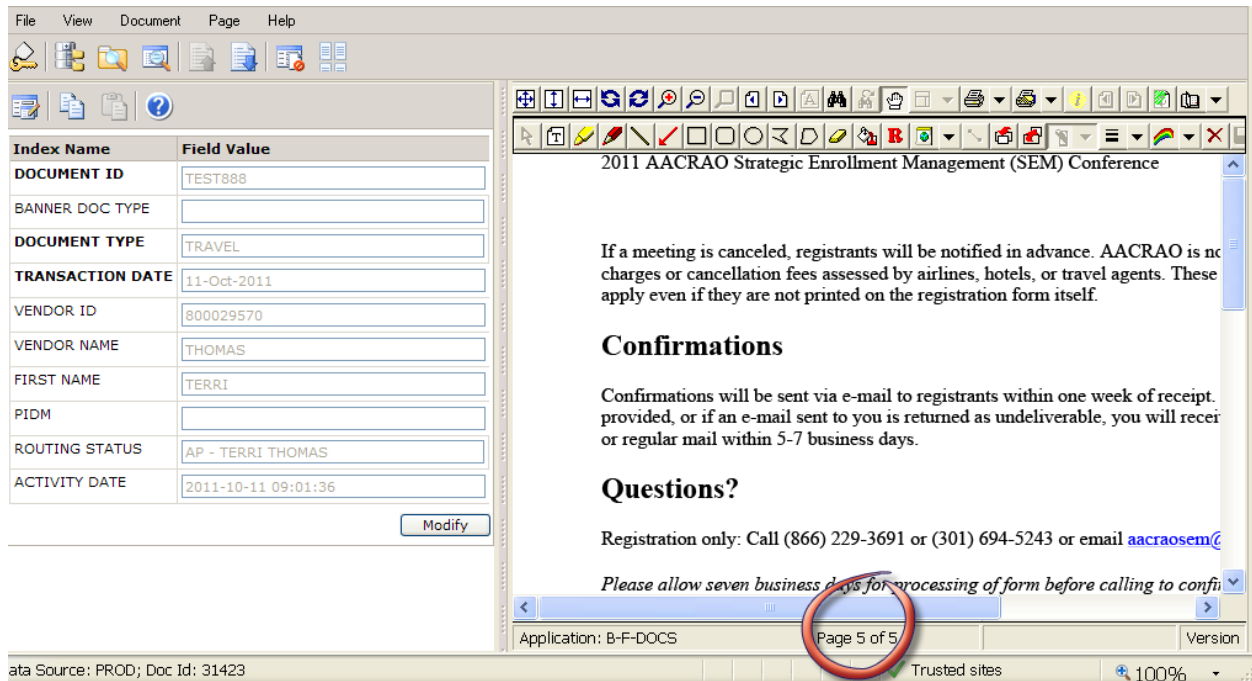 File View Document Page Help
Index Name Field Value
DOCUMENT ID TEST888
BANNER DOC TYPE
DOCUMENT TYPE TRAVEL
TRANSACTION DATE 11-Oct-2011
VENDOR ID 800029570
VENDOR NAME THOMAS
FIRST NAME TERRI
PIDM
ROUTING STATUS AP - TERRI THOMAS
ACTIVITY DATE 2011-10-11 09:01:36
Modify
2011 AACRAO Strategic Enrollment Management (SEM) Conference
If a meeting is canceled, registrants will be notified in advance. AACRAO is
charges or cancellation fees assessed by airlines, hotels, or travel agents. These
apply even if they are not printed on the registration form itself.
Confirmations
Confirmations will be sent via e-mail to registrants within one week of receipt.
provided, or if an e-mail sent to you is returned as undeliverable, you will
or regular mail within 5-7 business days.
Questions?
Registration only: Call (866) 229-3691 or (301) 694-5243 or email aacraosem@
Please allow seven business days for processing of form before calling to
Application: B-F-DOCS Page 5 of 5 Version
ata Source: PROD; Doc Id: 31423 Trusted sites 100%